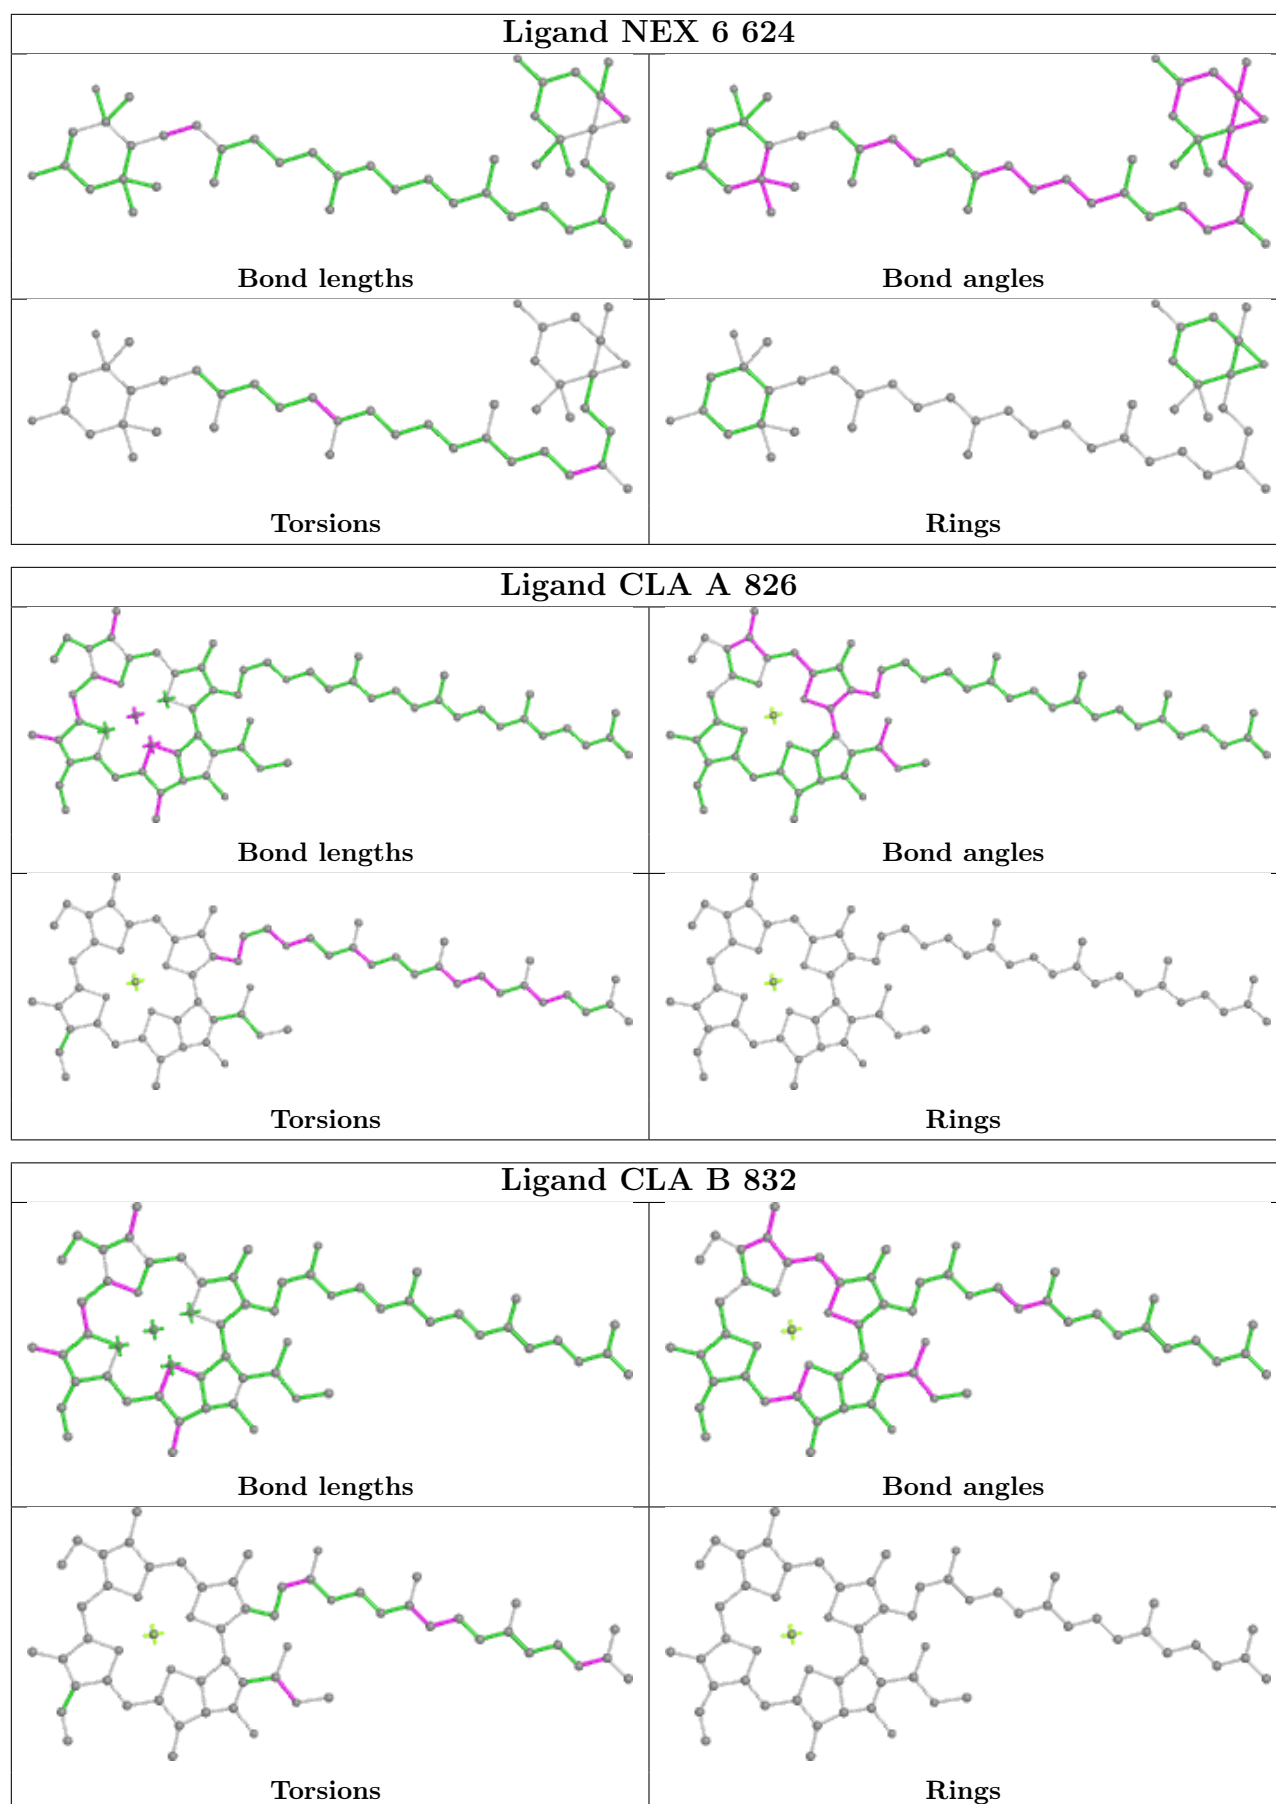 Ligand NEX 6 624
Bond lengths
Bond angles
Torsions
Rings
Ligand CLA A 826
Bond lengths
Bond angles
Torsions
Rings
Ligand CLA B 832
Bond lengths
Bond angles
Torsions
Rings